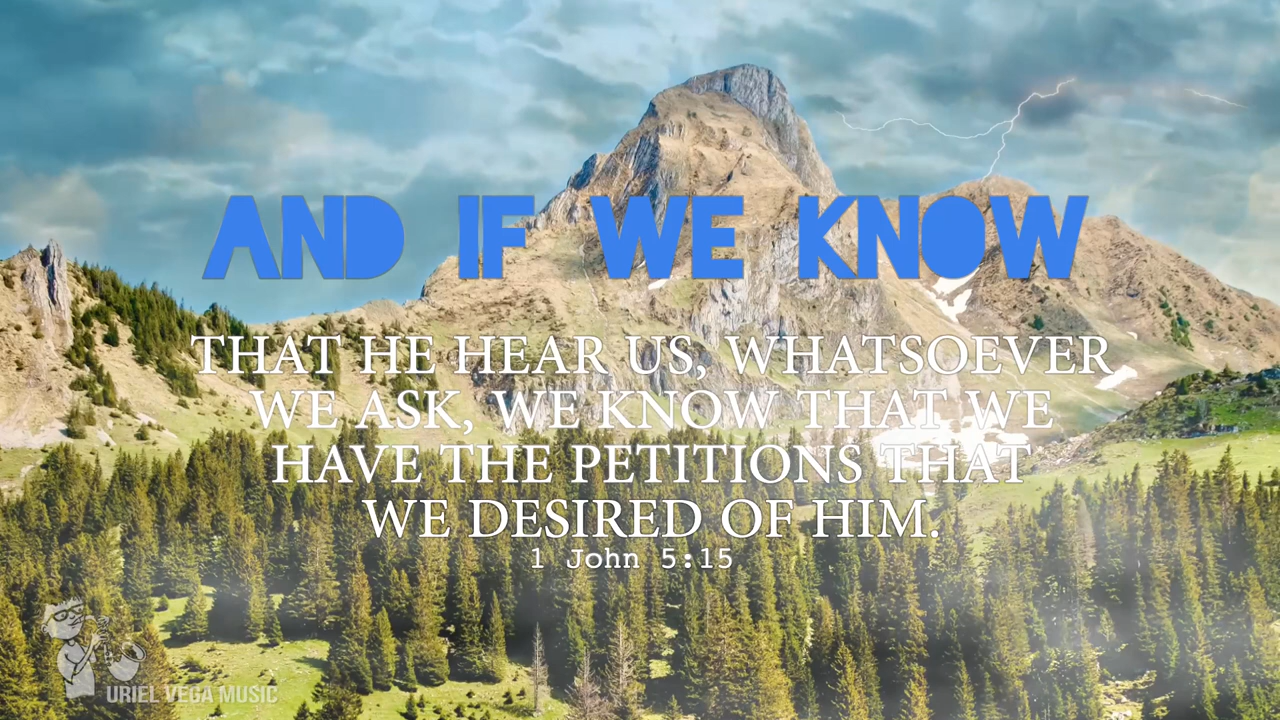 AND IF WE KNOW
THAT HE HEAR US, WHATSOEVER
WE ASK, WE KNOW THAT WE
HAVE THE PETITIONS THAT
WE DESIRED OF HIM.
1 John 5:15
URIEL VEGA MUSIC